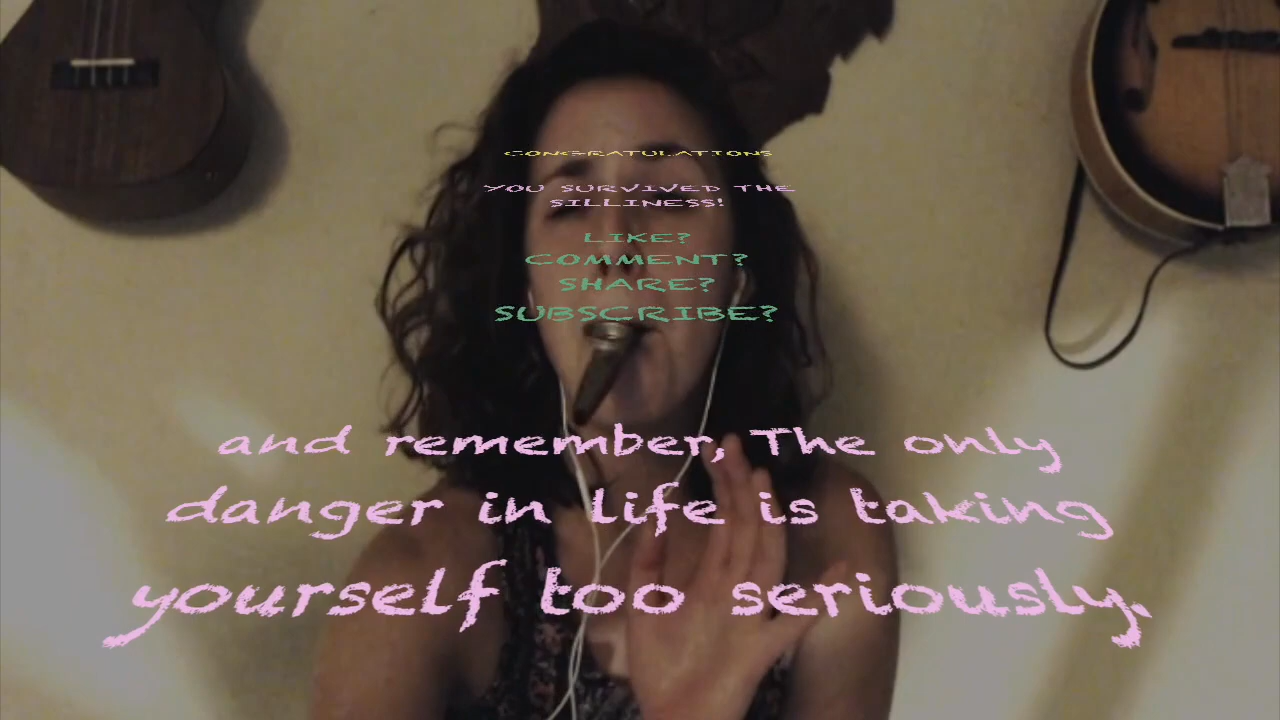 CONGRATULATIONS
YOU SURVIVED THE
SILLINESS!
LIKE?
COMMENT?
SHARE?
SUBSCRIBE?
and remember, The only
danger in life is taking
yourself too seriously.